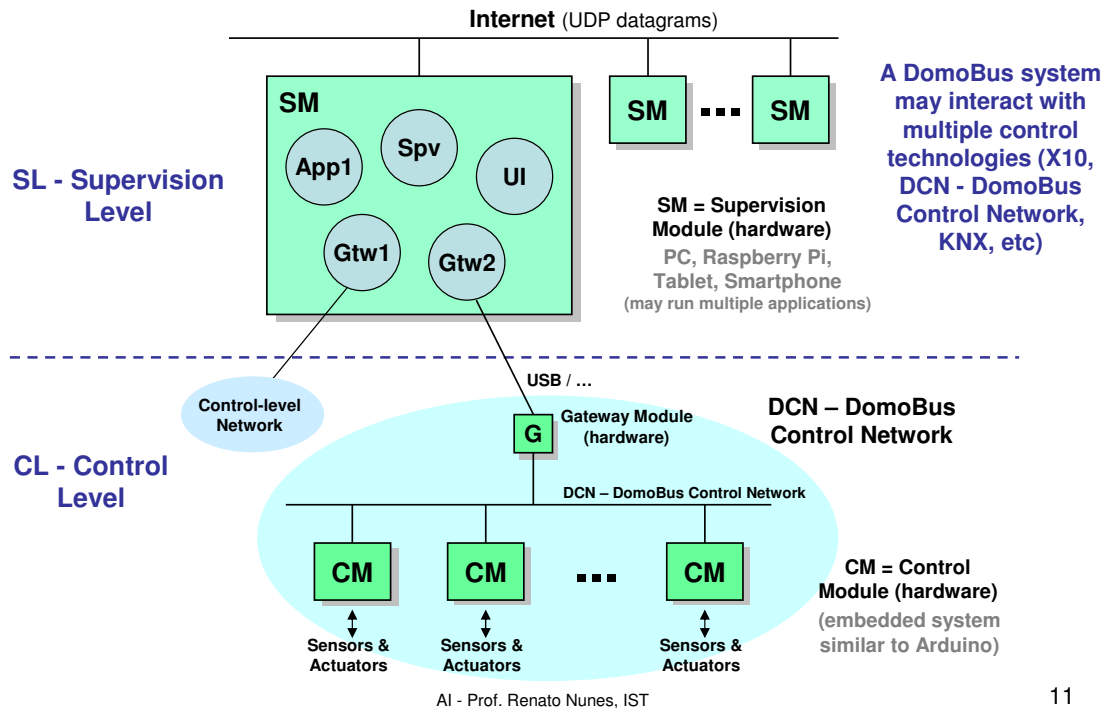 Internet (UDP datagrams)
SM
App1
Spv
UI
Gtw1
Gtw2
SM
SM
SM = Supervision
Module (hardware)
PC, Raspberry Pi,
Tablet, Smartphone
(may run multiple applications)
A DomoBus system
may interact with
multiple control
technologies (X10,
DCN - DomoBus
Control Network,
KNX, etc)
SL - Supervision
Level
USB / …
Control-level
Network
G
Gateway Module
(hardware)
DCN – DomoBus
Control Network
CL - Control
Level
DCN – DomoBus Control Network
CM
CM
CM
Sensors &
Actuators
Sensors &
Actuators
Sensors &
Actuators
CM = Control
Module (hardware)
(embedded system
similar to Arduino)
AI - Prof. Renato Nunes, IST
11